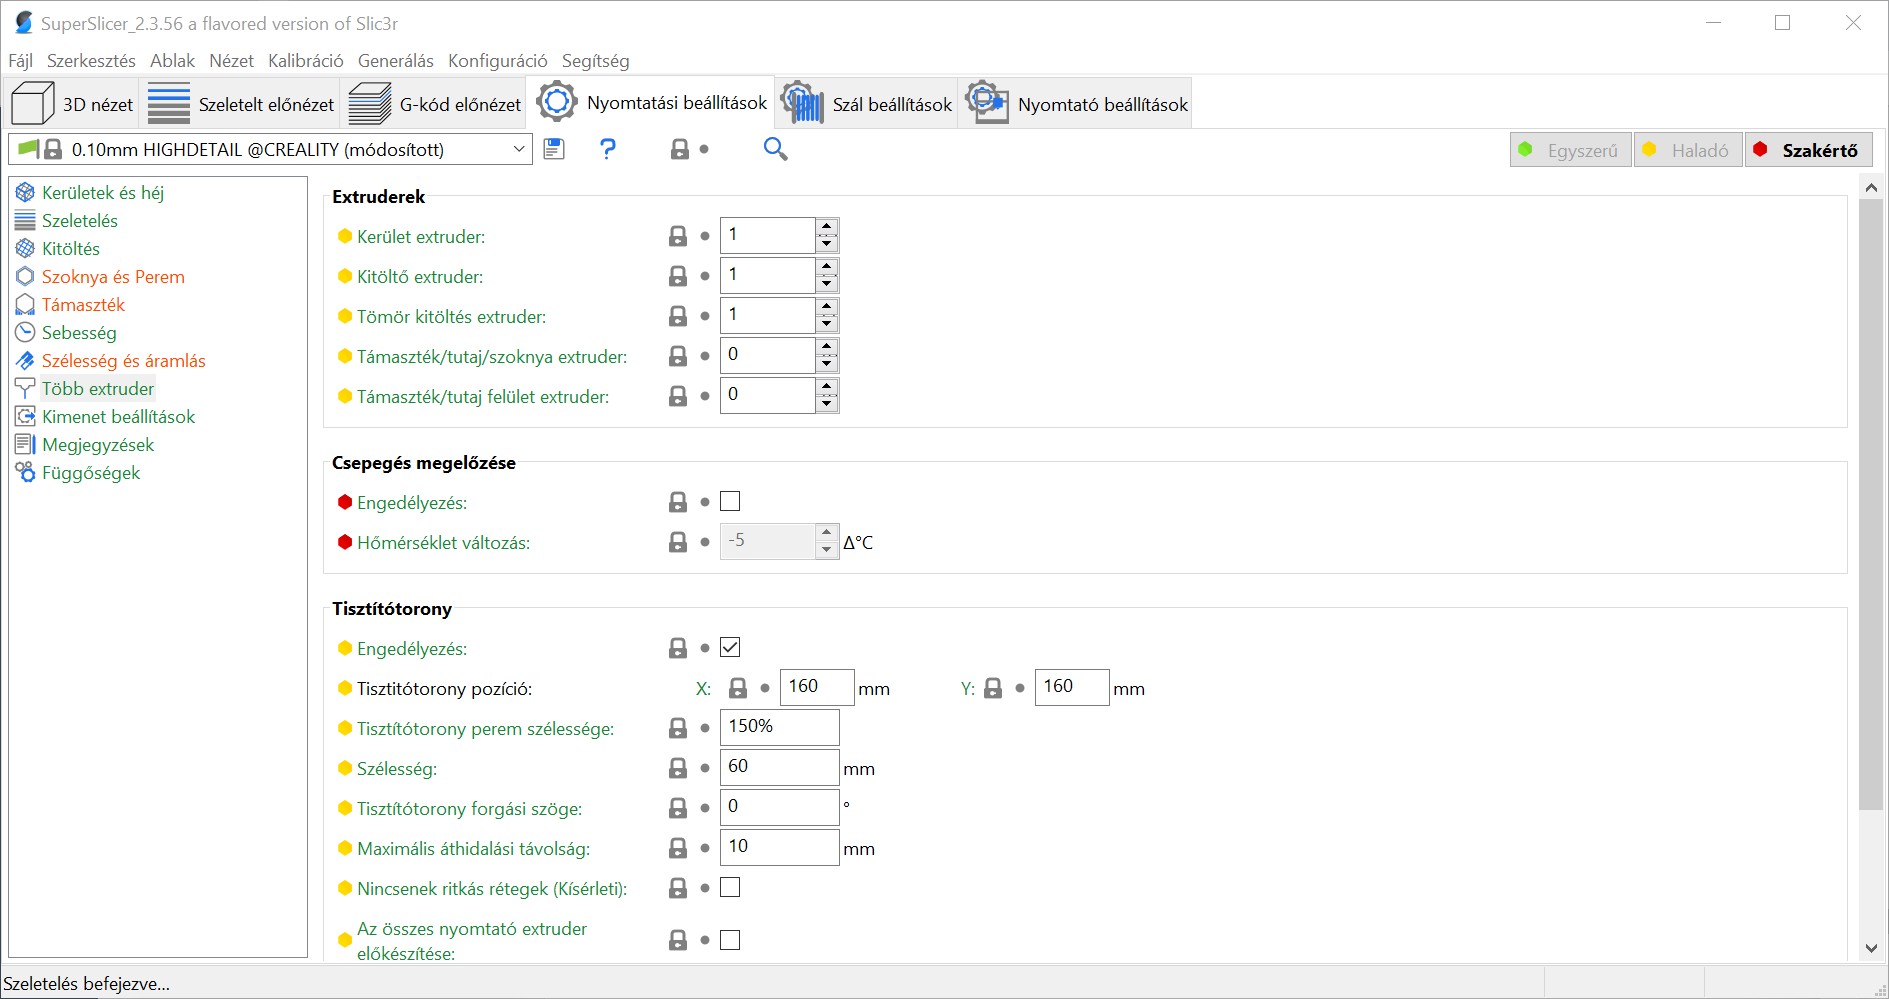 SuperSlicer_2.3.56 a flavored version of Slic3r
Fájl Szerkesztés Ablak Nézet Kalibráció Generálás Konfiguráció Segítség
3D nézet Szeletelt előnézet G-kód előnézet Nyomtatási beállítások Szál beállítások Nyomtató beállítások
0.10mm HIGHDETAIL @CREALITY (módosított) ? Egyszerű Haladó Szakértő
Kerületek és héj
Szeletelés
Kitöltés
Szoknya és Perem
Támaszték
Sebesség
Szélesség és áramlás
Több extruder
Kimenet beállítások
Megjegyzések
Függőségek
Extruderek
Kerület extruder: 1
Kitöltő extruder: 1
Tömör kitöltés extruder: 1
Támaszték/tutaj/szoknya extruder: 0
Támaszték/tutaj felület extruder: 0
Csepegés megelőzése
Engedélyezés:
Hőmérséklet változás: -5 Δ°C
Tisztítótorony
Engedélyezés:
Tisztitótorony pozíció: X: 160 mm Y: 160 mm
Tisztítótorony perem szélessége: 150%
Szélesség: 60 mm
Tisztítótorony forgási szöge: 0 °
Maximális áthidalási távolság: 10 mm
Nincsenek ritkás rétegek (Kísérleti):
Az összes nyomtató extruder
előkészítése:
Szeletelés befejezve...